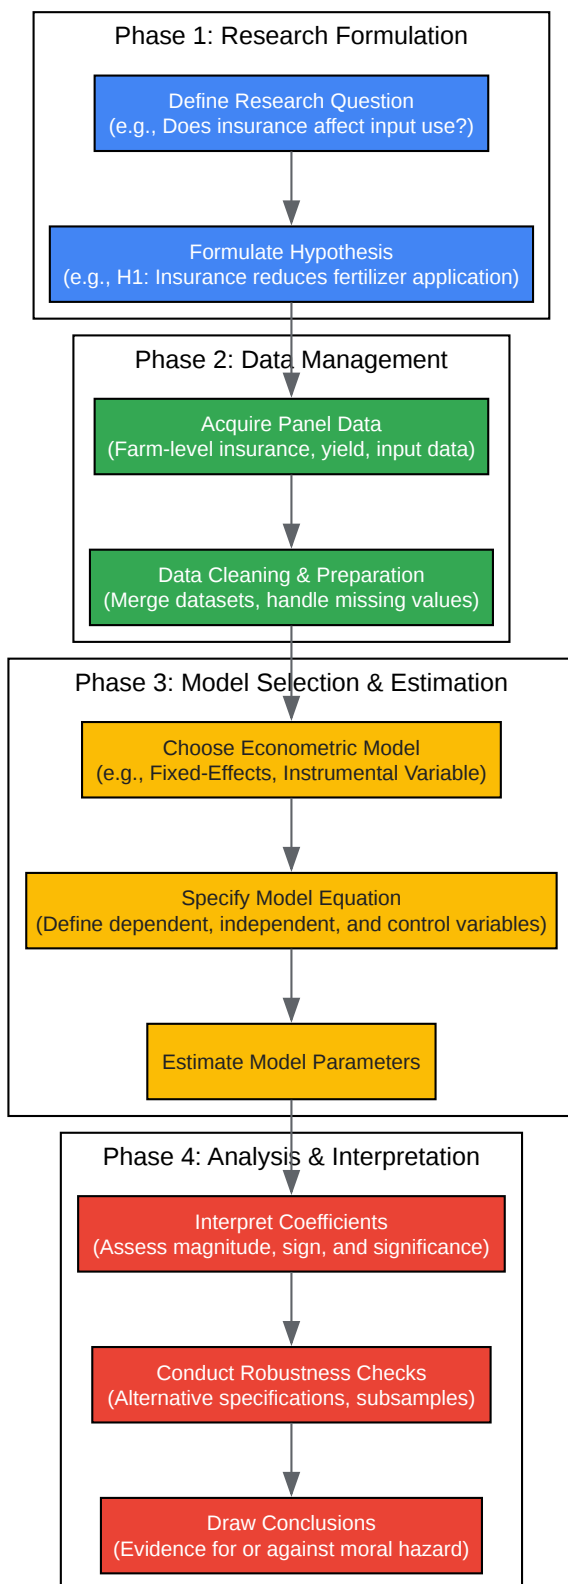 Phase 1: Research Formulation
Define Research Question
(e.g., Does insurance affect input use?)
Formulate Hypothesis
(e.g., H1: Insurance reduces fertilizer application)
Phase 2: Data Management
Acquire Panel Data
(Farm-level insurance, yield, input data)
Data Cleaning & Preparation
(Merge datasets, handle missing values)
Phase 3: Model Selection & Estimation
Choose Econometric Model
(e.g., Fixed-Effects, Instrumental Variable)
Specify Model Equation
(Define dependent, independent, and control variables)
Estimate Model Parameters
Phase 4: Analysis & Interpretation
Interpret Coefficients
(Assess magnitude, sign, and significance)
Conduct Robustness Checks
(Alternative specifications, subsamples)
Draw Conclusions
(Evidence for or against moral hazard)